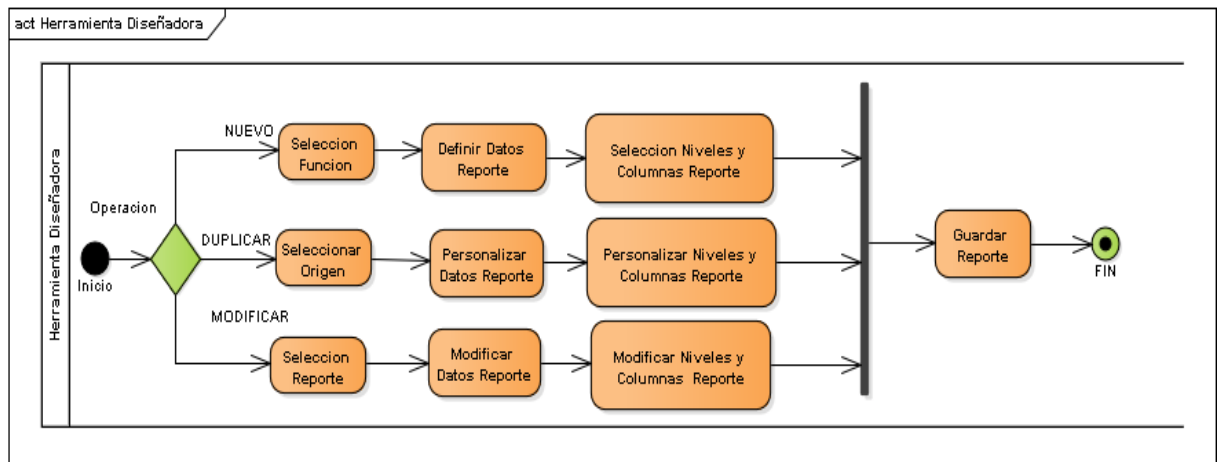 act Herramienta Diseñadora
Herramienta Diseñadora
Inicio
Operacion
NUEVO
Seleccion
Funcion
Definir Datos
Reporte
Seleccion Niveles y
Columnas Reporte
DUPLICAR
Seleccionar
Origen
Personalizar
Datos Reporte
Personalizar Niveles y
Columnas Reporte
MODIFICAR
Seleccion
Reporte
Modificar
Datos Reporte
Modificar Niveles y
Columnas Reporte
Guardar
Reporte
FIN